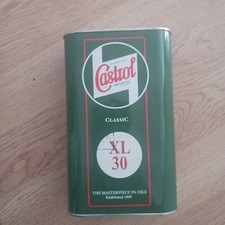 Castrol
CLASSIC
XL
30
THE MASTERPIECE IN OILS
Established 1899